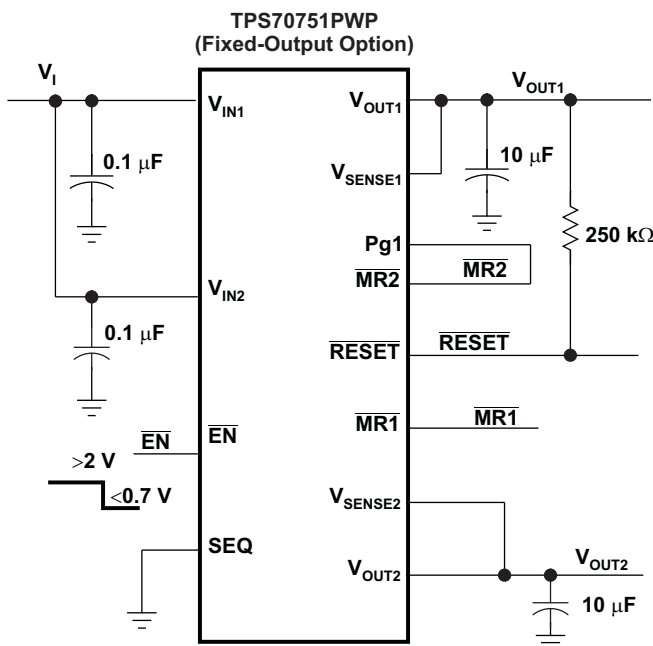 TPS70751PWP
(Fixed-Output Option)
VI
VIN1
VOUT1
VOUT1
0.1 μF
10 μF
VSENSE1
250 kΩ
Pg1
MR2
MR2
VIN2
0.1 μF
RESET
RESET
EN
EN
MR1
MR1
>2 V
<0.7 V
VSENSE2
SEQ
VOUT2
VOUT2
10 μF